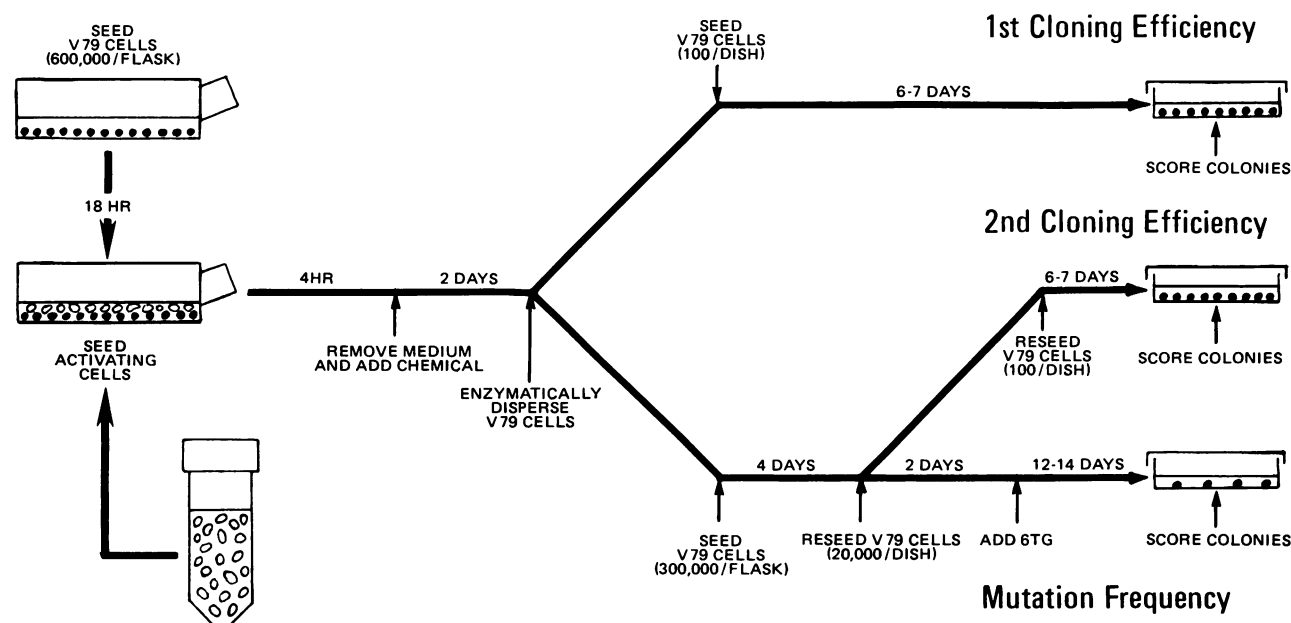 SEED
V79 CELLS
(600,000/FLASK)
18 HR
SEED
ACTIVATING
CELLS
4HR
REMOVE MEDIUM
AND ADD CHEMICAL
2 DAYS
ENZYMATICALLY
DISPERSE
V79 CELLS
SEED
V79 CELLS
(100/DISH)
6-7 DAYS
1st Cloning Efficiency
SCORE COLONIES
2nd Cloning Efficiency
6-7 DAYS
RESEED
V79 CELLS
(100/DISH)
SCORE COLONIES
SEED
V79 CELLS
(300,000/FLASK)
4 DAYS
RESEED V79 CELLS
(20,000/DISH)
2 DAYS
ADD 6TG
12-14 DAYS
SCORE COLONIES
Mutation Frequency